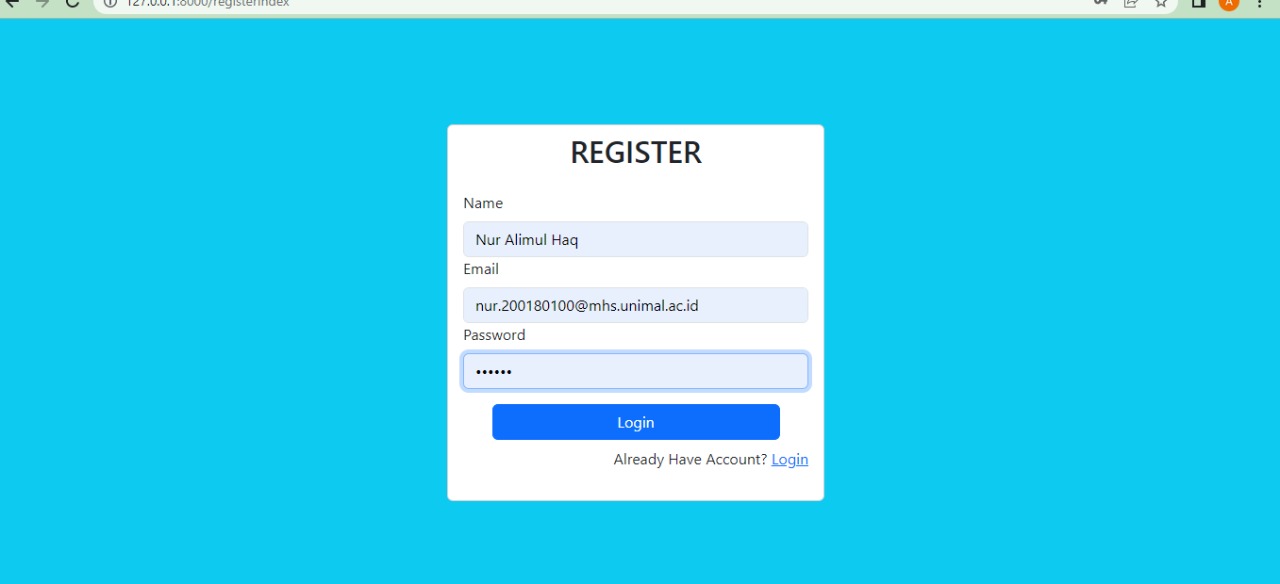 127.0.0.1:8000/registerindex
A
REGISTER
Name
Nur Alimul Haq
Email
nur.200180100@mhs.unimal.ac.id
Password
••••••
Login
Already Have Account? Login